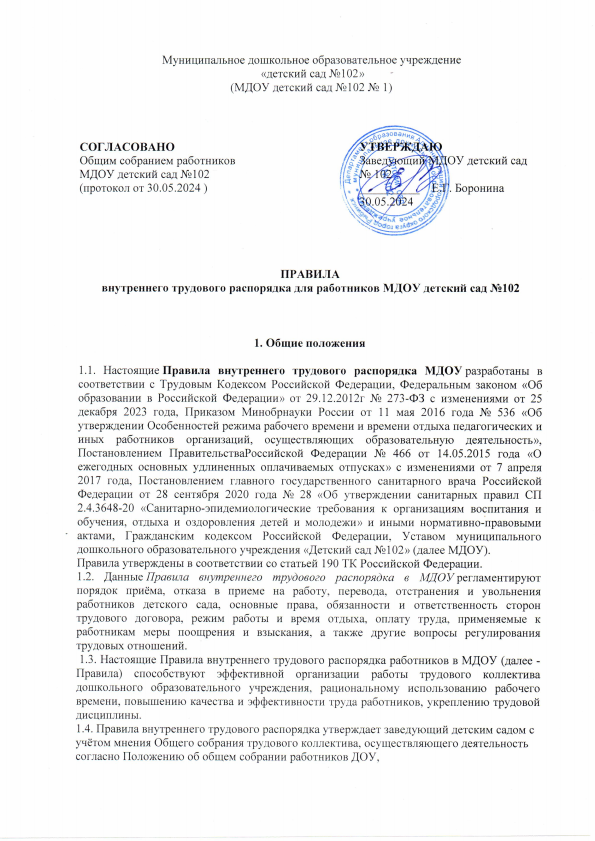 Муниципальное дошкольное образовательное учреждение
«детский сад №102»
(МДОУ детский сад №102 № 1)
СОГЛАСОВАНО
Общим собранием работников
МДОУ детский сад №102
(протокол от 30.05.2024 )
УТВЕРЖДАЮ
Заведующий МДОУ детский сад
№ 102
Е.Г. Боронина
30.05.2024
ПРАВИЛА
внутреннего трудового распорядка для работников МДОУ детский сад №102
1. Общие положения
1.1. Настоящие Правила внутреннего трудового распорядка МДОУ разработаны в
соответствии с Трудовым Кодексом Российской Федерации, Федеральным законом «Об
образовании в Российской Федерации» от 29.12.2012г № 273-ФЗ с изменениями от 25
декабря 2023 года, Приказом Минобрнауки России от 11 мая 2016 года № 536 «Об
утверждении Особенностей режима рабочего времени и времени отдыха педагогических и
иных работников организаций, осуществляющих образовательную деятельность»,
Постановлением ПравительстваРоссийской Федерации № 466 от 14.05.2015 года «О
ежегодных основных удлиненных оплачиваемых отпусках» с изменениями от 7 апреля
2017 года, Постановлением главного государственного санитарного врача Российской
Федерации от 28 сентября 2020 года № 28 «Об утверждении санитарных правил СП
2.4.3648-20 «Санитарно-эпидемиологические требования к организациям воспитания и
обучения, отдыха и оздоровления детей и молодежи» и иными нормативно-правовыми
актами, Гражданским кодексом Российской Федерации, Уставом муниципального
дошкольного образовательного учреждения «Детский сад №102» (далее МДОУ).
Правила утверждены в соответствии со статьей 190 ТК Российской Федерации.
1.2. Данные Правила внутреннего трудового распорядка в МДОУ регламентируют
порядок приёма, отказа в приеме на работу, перевода, отстранения и увольнения
работников детского сада, основные права, обязанности и ответственность сторон
трудового договора, режим работы и время отдыха, оплату труда, применяемые к
работникам меры поощрения и взыскания, а также другие вопросы регулирования
трудовых отношений.
1.3. Настоящие Правила внутреннего трудового распорядка работников в МДОУ (далее -
Правила) способствуют эффективной организации работы трудового коллектива
дошкольного образовательного учреждения, рациональному использованию рабочего
времени, повышению качества и эффективности труда работников, укреплению трудовой
дисциплины.
1.4. Правила внутреннего трудового распорядка утверждает заведующий детским садом с
учётом мнения Общего собрания трудового коллектива, осуществляющего деятельность
согласно Положению об общем собрании работников ДОУ,